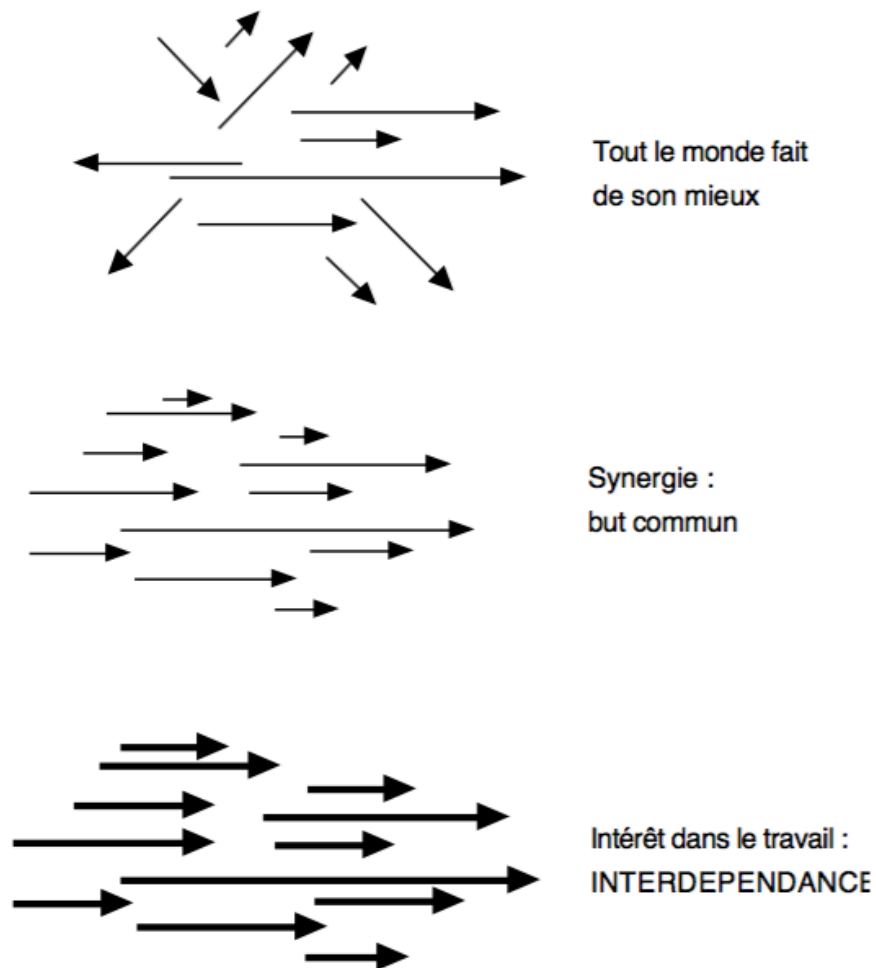 Tout le monde fait
de son mieux
Synergie :
but commun
Intérêt dans le travail :
INTERDEPENDANCE